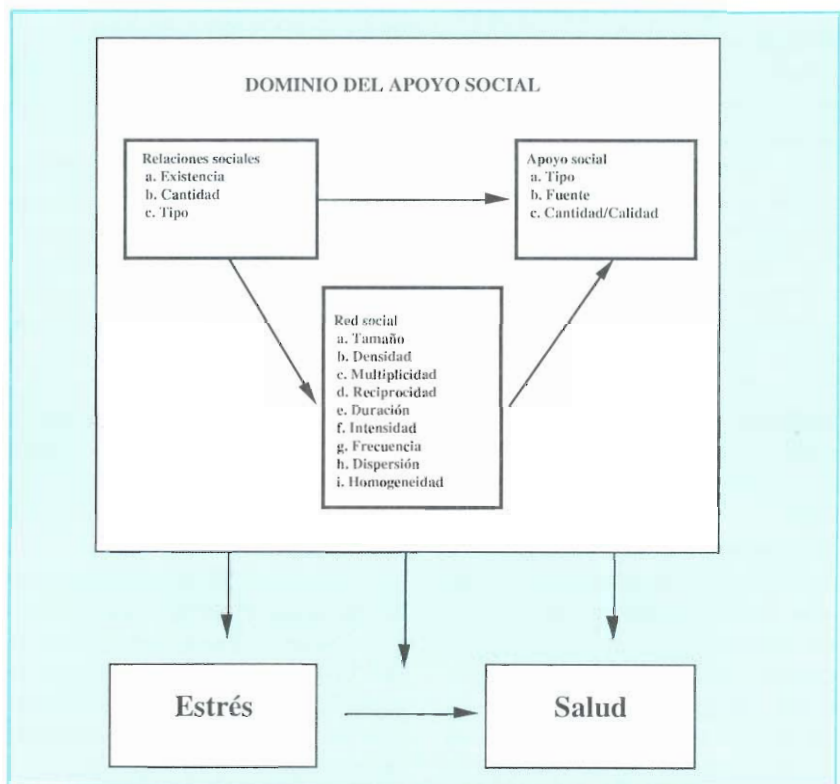 DOMINIO DEL APOYO SOCIAL
Relaciones sociales
a. Existencia
b. Cantidad
c. Tipo
Apoyo social
a. Tipo
b. Fuente
c. Cantidad/Calidad
Red social
a. Tamaño
b. Densidad
c. Multiplicidad
d. Reciprocidad
e. Duración
f. Intensidad
g. Frecuencia
h. Dispersión
i. Homogeneidad
Estrés
Salud